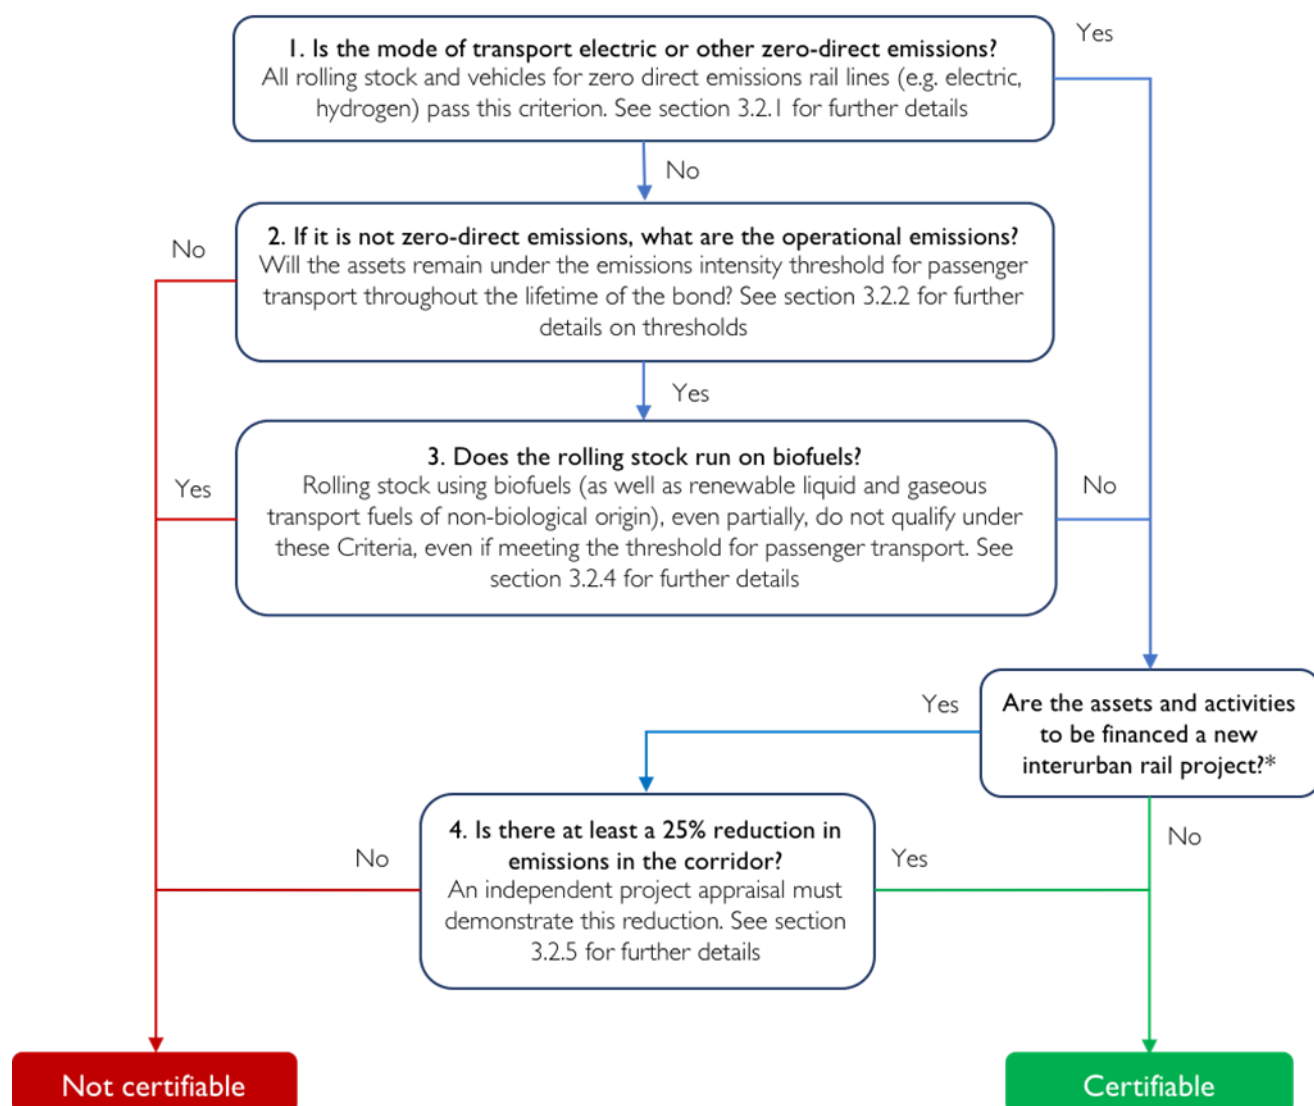 1. Is the mode of transport electric or other zero-direct emissions?
All rolling stock and vehicles for zero direct emissions rail lines (e.g. electric,
hydrogen) pass this criterion. See section 3.2.1 for further details
Yes
No
2. If it is not zero-direct emissions, what are the operational emissions?
Will the assets remain under the emissions intensity threshold for passenger
transport throughout the lifetime of the bond? See section 3.2.2 for further
details on thresholds
No
Yes
3. Does the rolling stock run on biofuels?
Rolling stock using biofuels (as well as renewable liquid and gaseous
transport fuels of non-biological origin), even partially, do not qualify under
these Criteria, even if meeting the threshold for passenger transport. See
section 3.2.4 for further details
Yes
No
Are the assets and activities
to be financed a new
interurban rail project?*
Yes
No
4. Is there at least a 25% reduction in
emissions in the corridor?
An independent project appraisal must
demonstrate this reduction. See section
3.2.5 for further details
No
Yes
Not certifiable
Certifiable